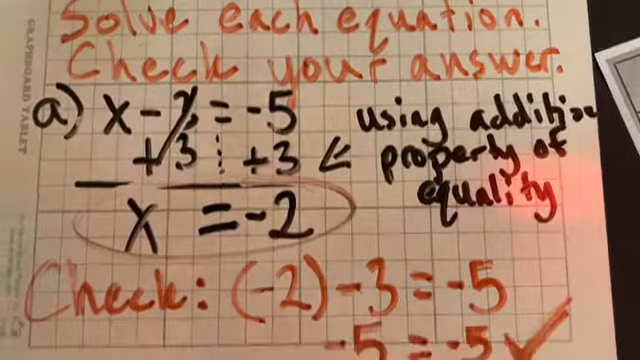 Solve each equation.
Check your answer.
a) x - 3 = -5 using addition
+3 +3 ← property of
x = -2 equality
Check: (-2) - 3 = -5
-5 = -5 ✓
GRAPHBOARD TABLET